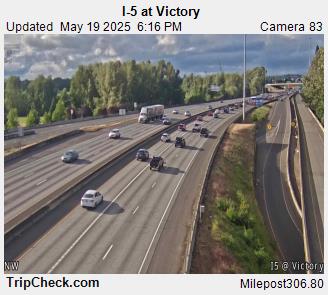 I-5 at Victory
Updated  May 19 2025  6:16 PM
Camera 83
NW
I5 @ Victory
TripCheck.com
Milepost306.80